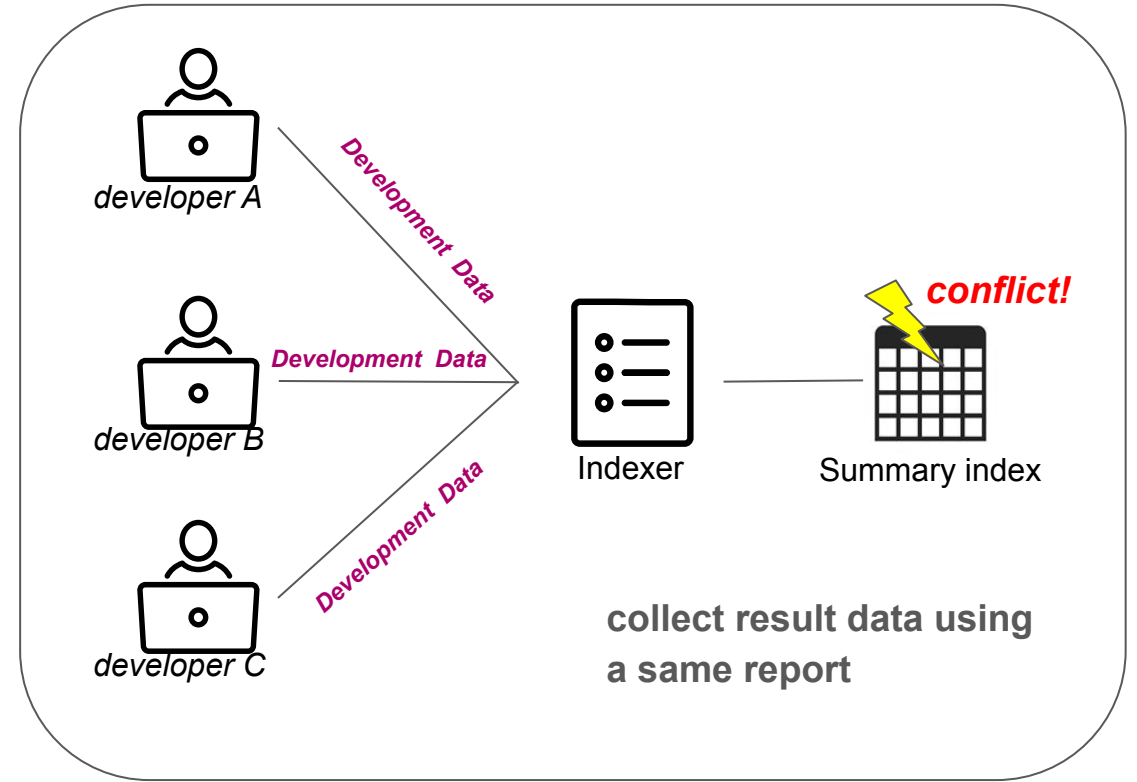 developer A
Development Data
developer B
Development Data
developer C
Development Data
Indexer
conflict!
Summary index
collect result data using
a same report